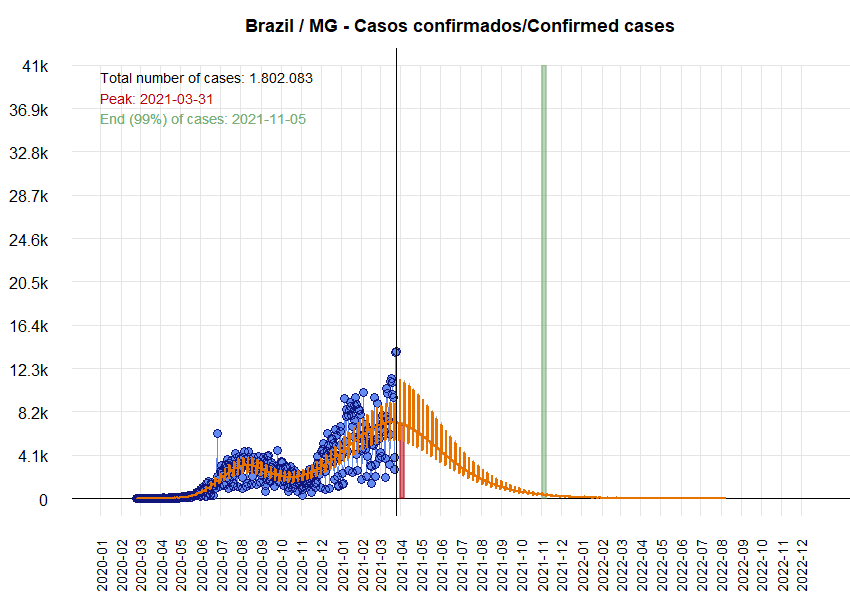 Brazil / MG - Casos confirmados/Confirmed cases
41k
36.9k
32.8k
28.7k
24.6k
20.5k
16.4k
12.3k
8.2k
4.1k
0
Total number of cases: 1.802.083
Peak: 2021-03-31
End (99%) of cases: 2021-11-05
2020-01
2020-02
2020-03
2020-04
2020-05
2020-06
2020-07
2020-08
2020-09
2020-10
2020-11
2020-12
2021-01
2021-02
2021-03
2021-04
2021-05
2021-06
2021-07
2021-08
2021-09
2021-10
2021-11
2021-12
2022-01
2022-02
2022-03
2022-04
2022-05
2022-06
2022-07
2022-08
2022-09
2022-10
2022-11
2022-12